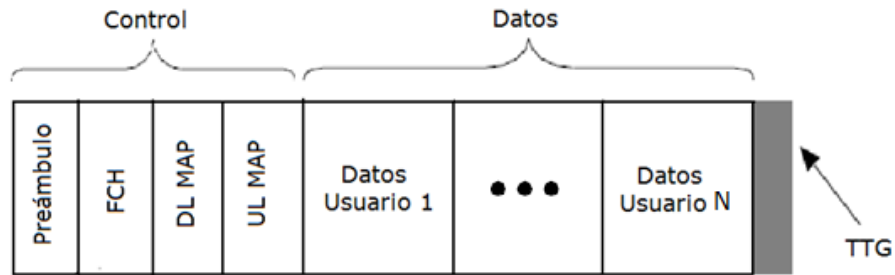 Control
Datos
Preámbulo
FCH
DL MAP
UL MAP
Datos
Usuario 1
Datos
Usuario N
TTG